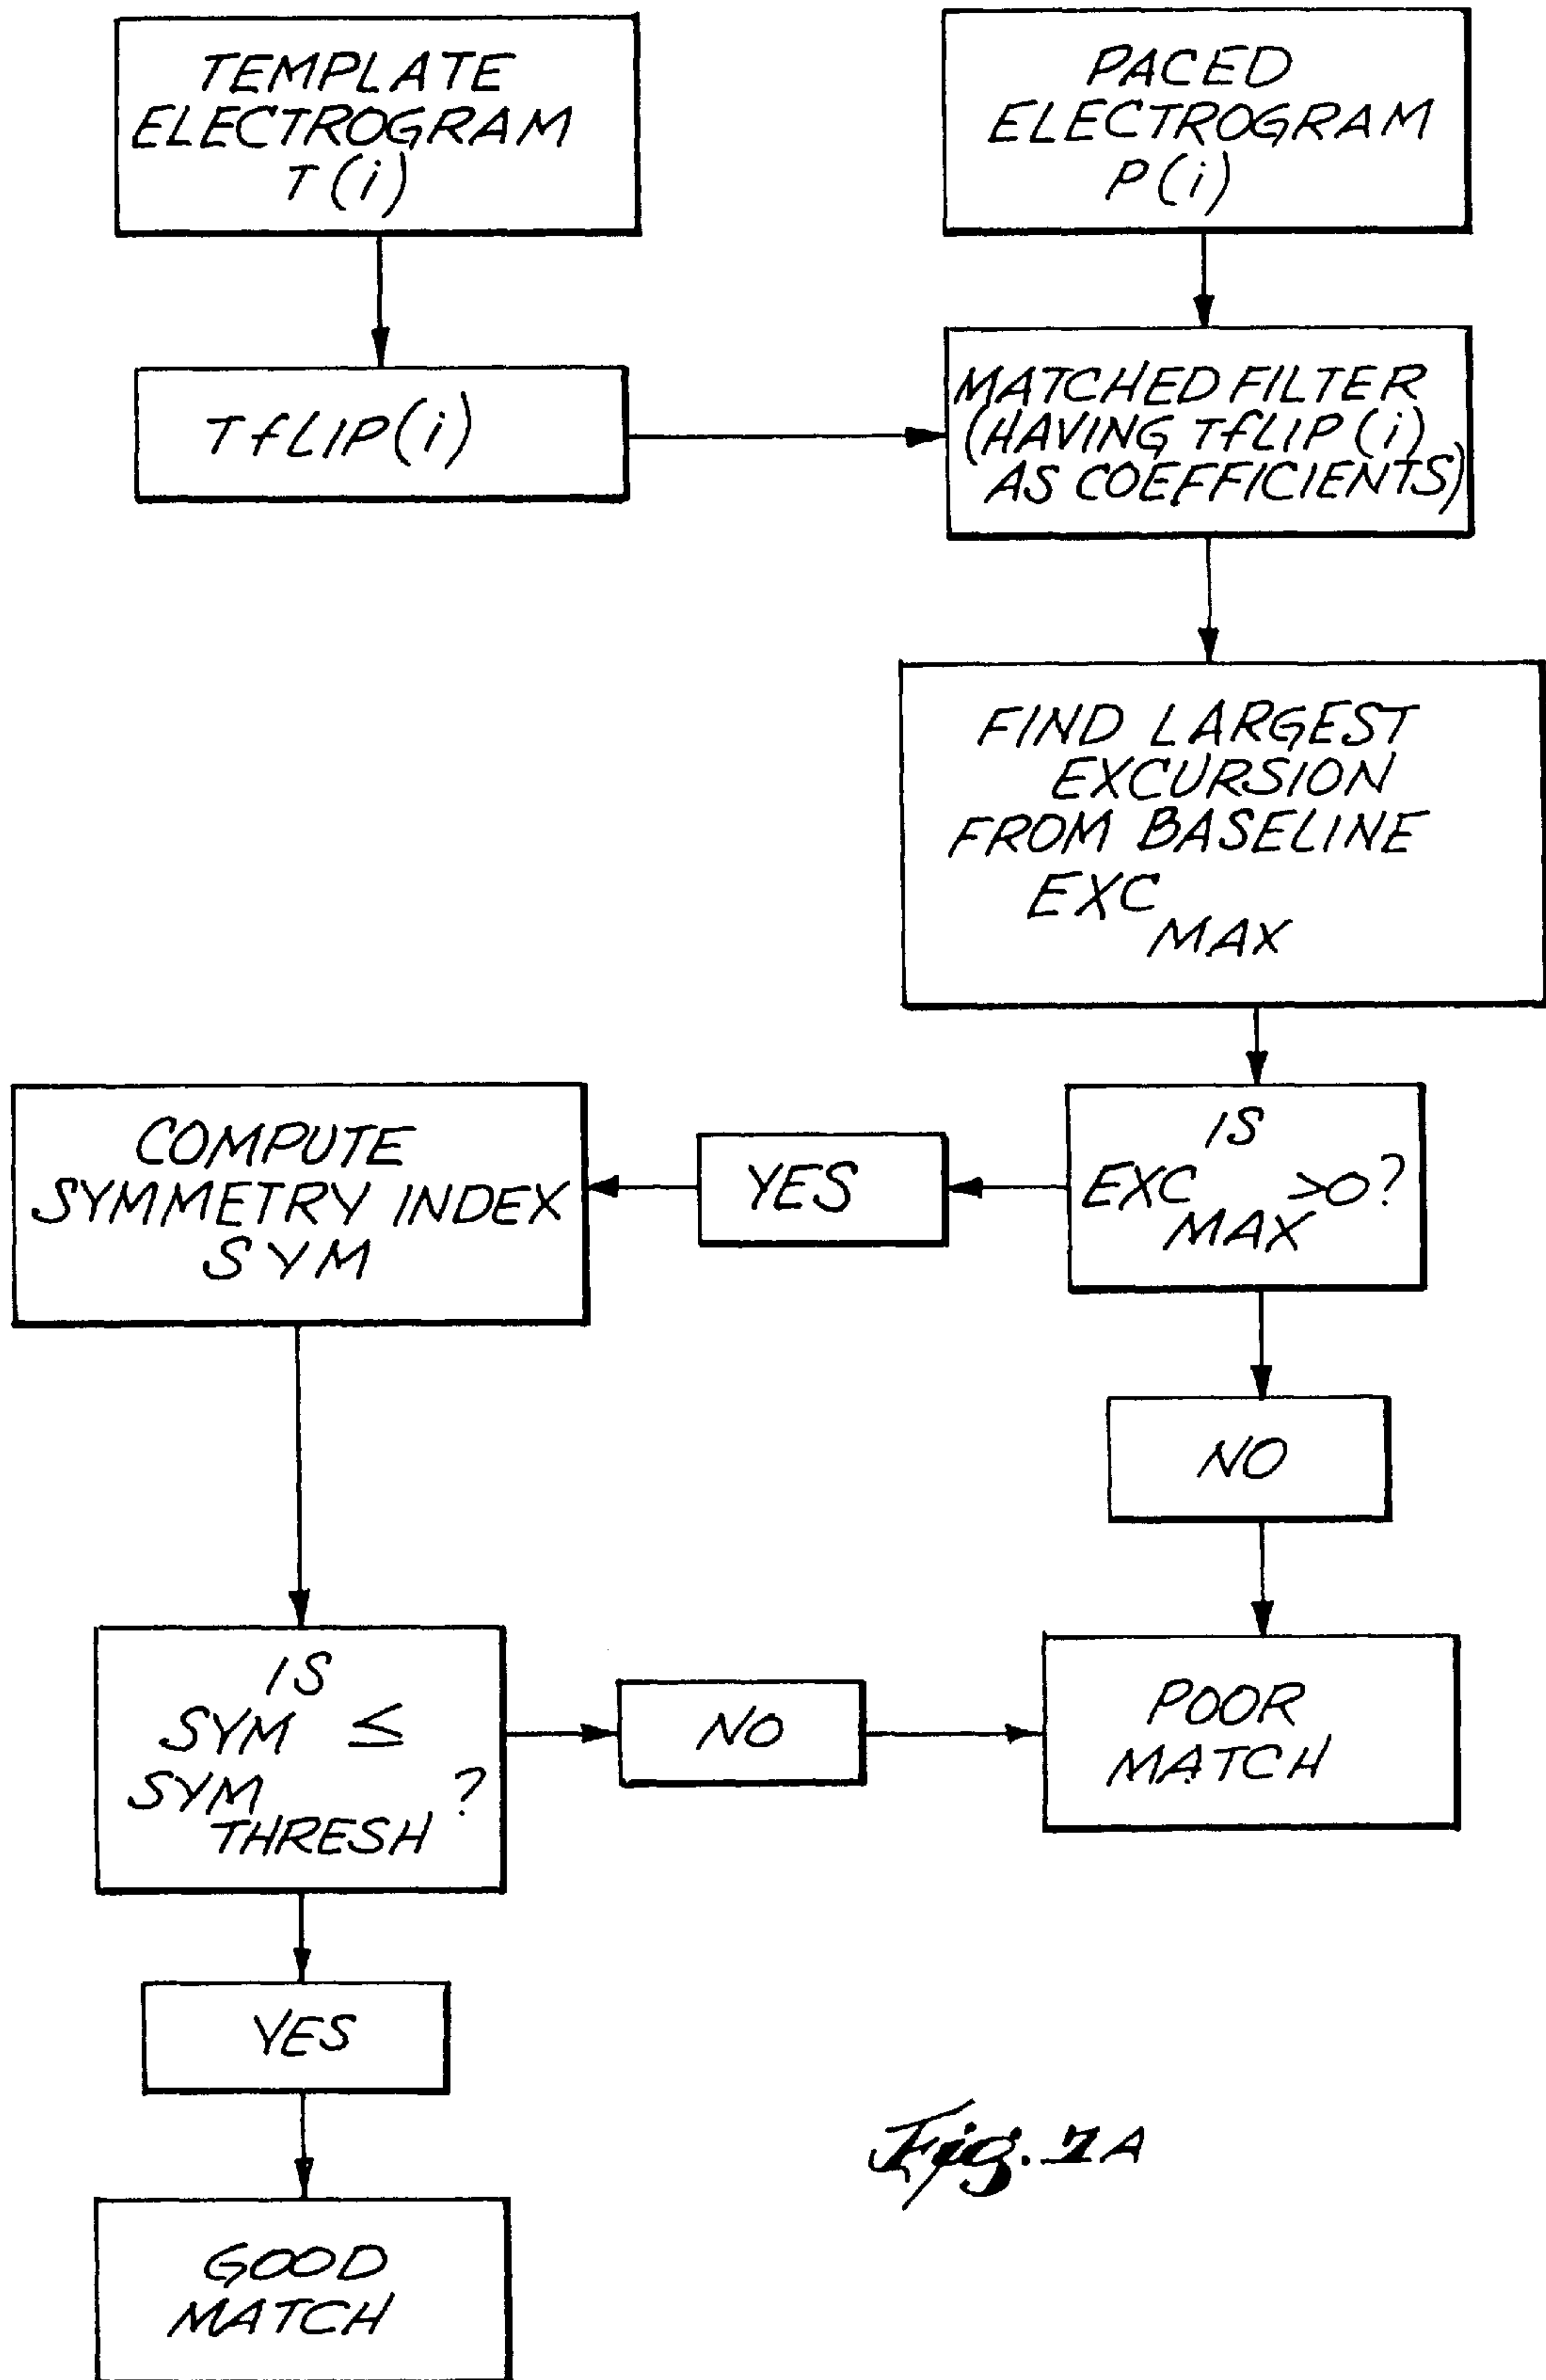 TEMPLATE
ELECTROGRAM
T(i)
PACED
ELECTROGRAM
P(i)
TfLIP(i)
MATCHED FILTER
(HAVING TfLIP(i)
AS COEFFICIENTS)
FIND LARGEST
EXCURSION
FROM BASELINE
EXC
MAX
IS
EXC >0?
MAX
YES
COMPUTE
SYMMETRY INDEX
SYM
NO
IS
SYM ≤
SYM ?
THRESH
NO
POOR
MATCH
YES
GOOD
MATCH
Fig. 7A